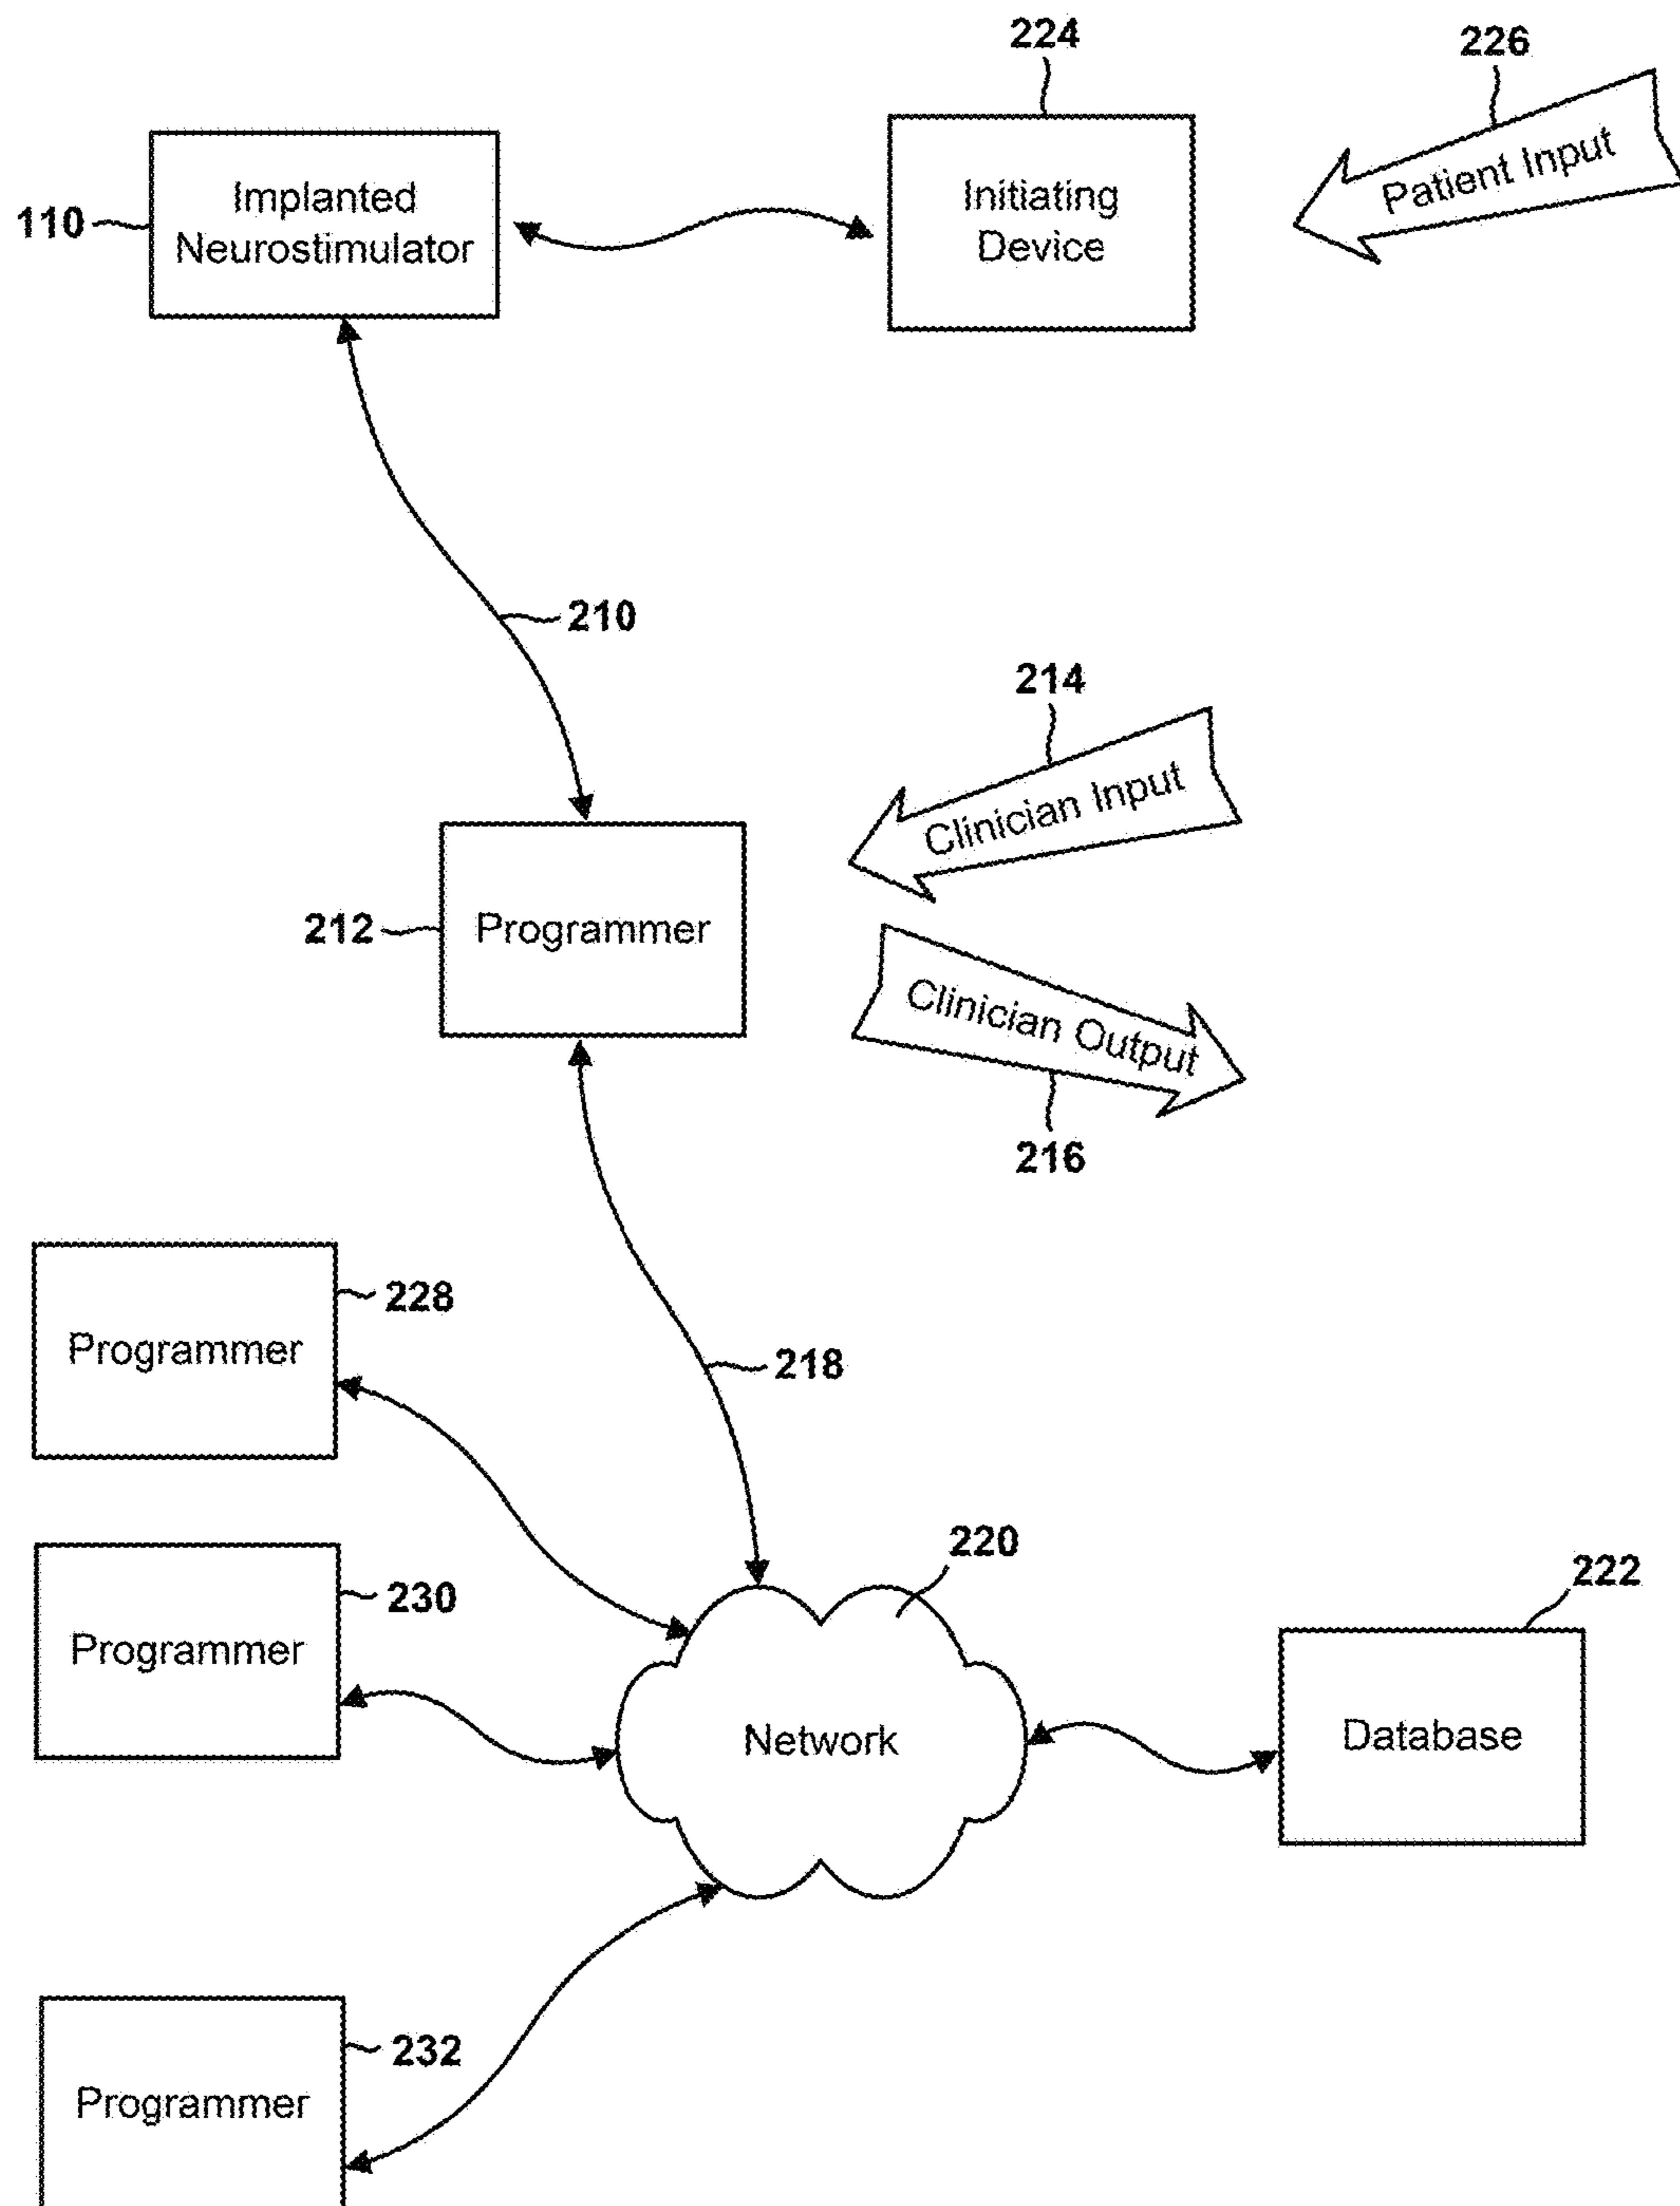 224
226
110
Implanted
Neurostimulator
Initiating
Device
Patient Input
210
214
Clinician Input
212
Programmer
Clinician Output
216
228
Programmer
218
220
222
230
Programmer
Network
Database
232
Programmer